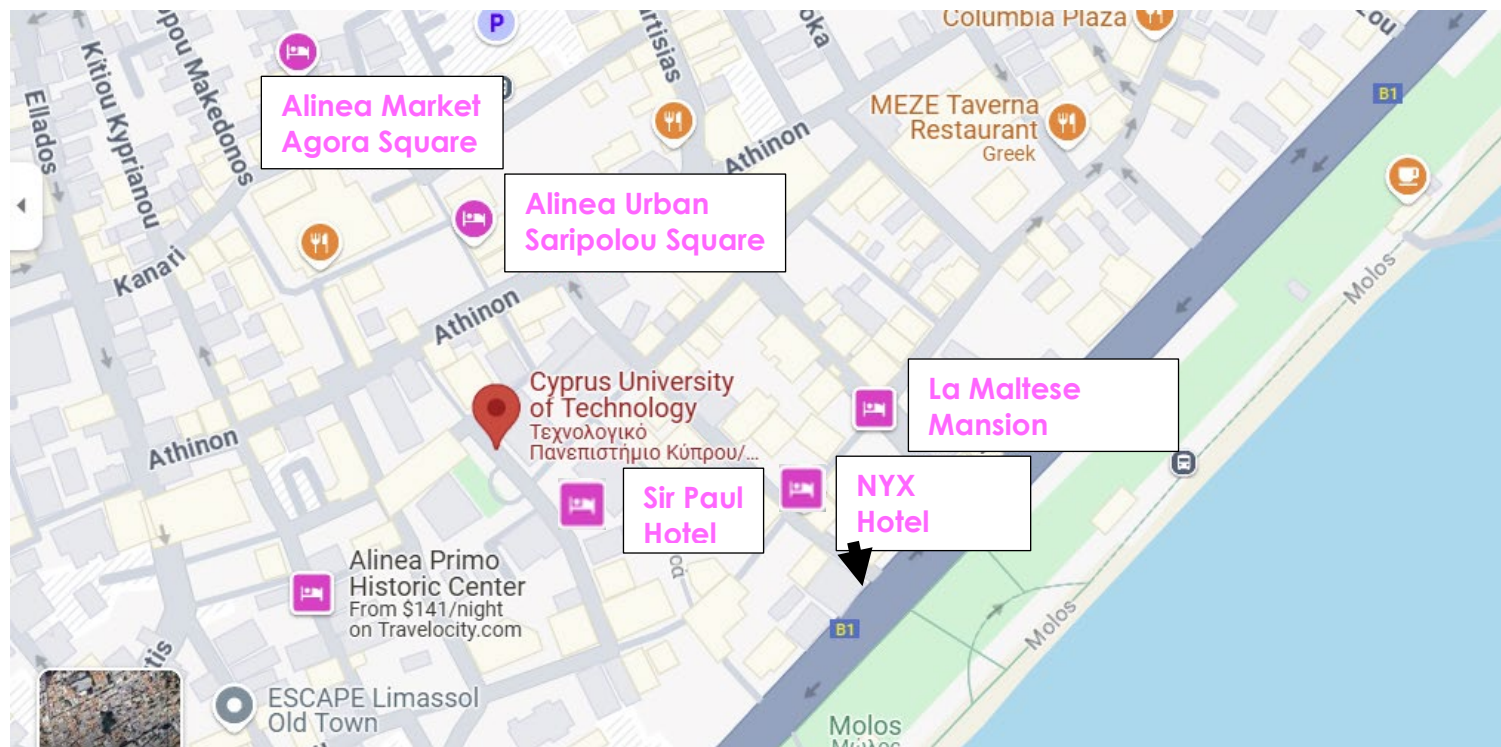 P
Columbia Plaza
Kitiou Kyprianou
Makedonos
Ellados
Alinea Market
Agora Square
B1
MEZE Taverna
Restaurant
Greek
Athinon
Alinea Urban
Saripolou Square
Kanari
Molos
Athinon
Cyprus University
of Technology
Τεχνολογικό
Πανεπιστήμιο Κύπρου/...
La Maltese
Mansion
Athinon
Sir Paul
Hotel
NYX
Hotel
Alinea Primo
Historic Center
From $141/night
on Travelocity.com
B1
Molos
ESCAPE Limassol
Old Town
Molos